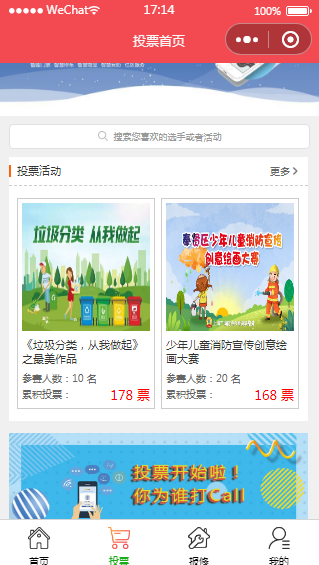 WeChat
17:14
100%
投票首页
搜索您喜欢的选手或者活动
投票活动
更多
垃圾分类 从我做起
奉贤区少年儿童消防宣传
创意绘画大赛
《垃圾分类，从我做起》
之最美作品
参赛人数：10 名
累积投票：
178 票
少年儿童消防宣传创意绘
画大赛
参赛人数：20 名
累积投票：
168 票
投票开始啦！
你为谁打Call
首页
投票
报修
我的